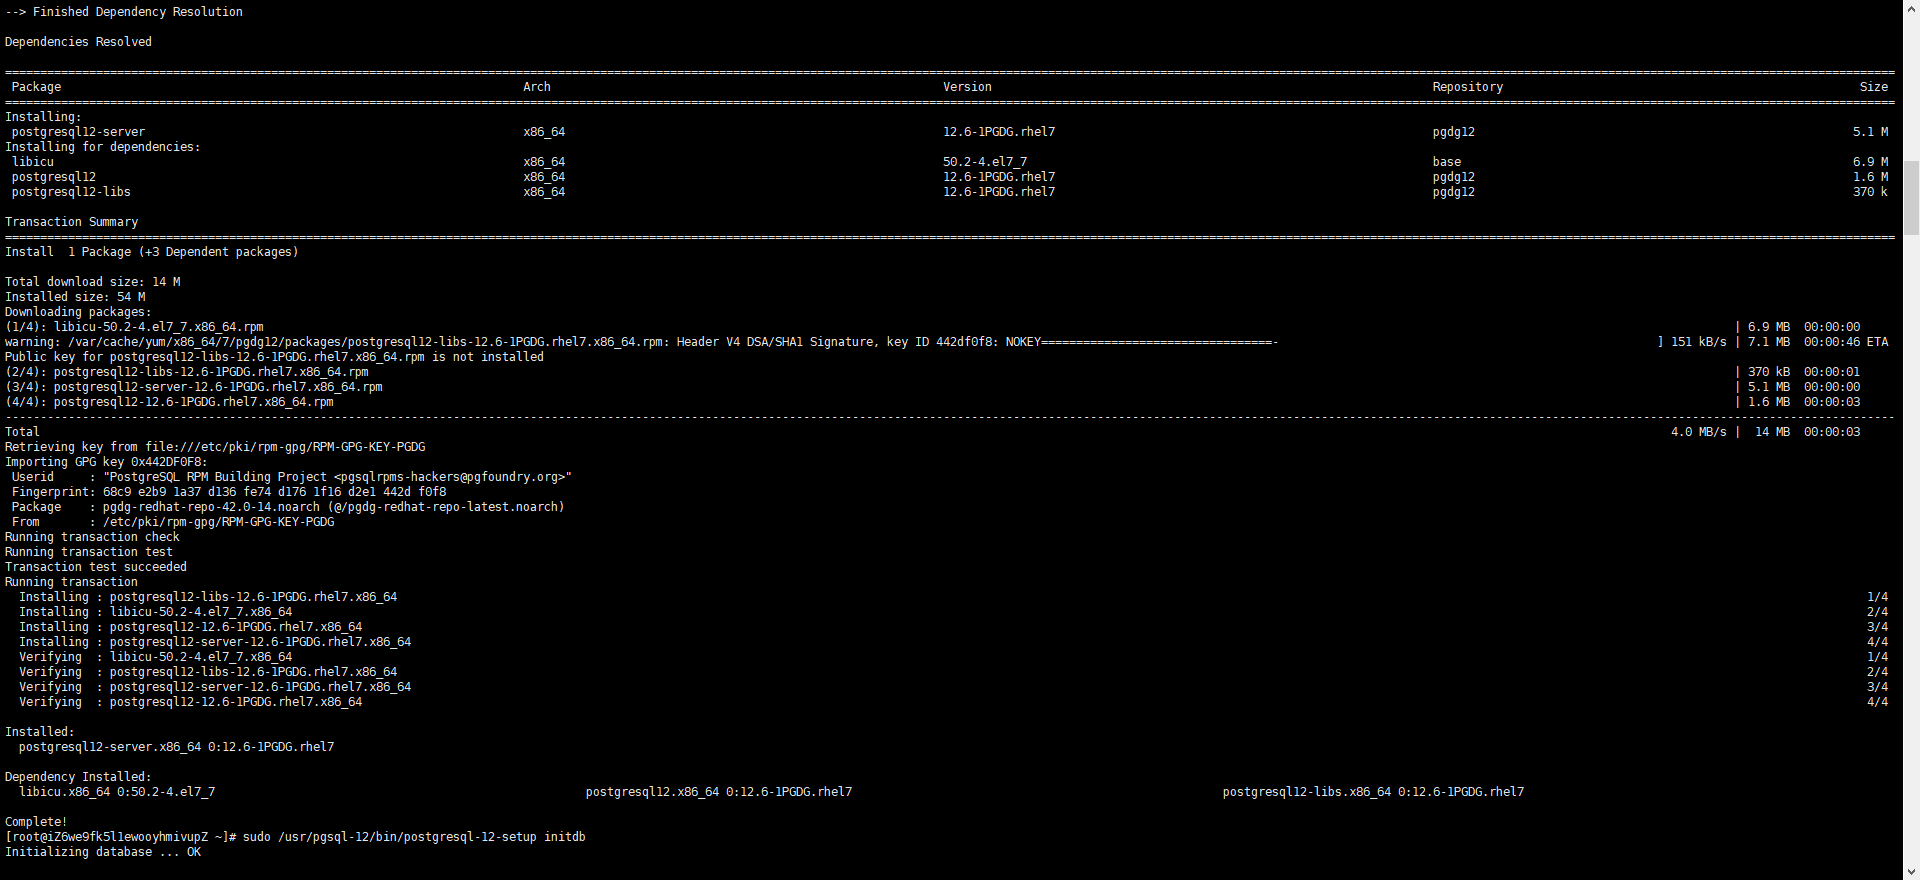 --> Finished Dependency Resolution
Dependencies Resolved
================================================================================
Package Arch Version Repository Size
================================================================================
Installing:
postgresql12-server x86_64 12.6-1PGDG.rhel7 pgdg12 5.1 M
Installing for dependencies:
libicu x86_64 50.2-4.el7_7 base 6.9 M
postgresql12 x86_64 12.6-1PGDG.rhel7 pgdg12 1.6 M
postgresql12-libs x86_64 12.6-1PGDG.rhel7 pgdg12 370 k
Transaction Summary
================================================================================
Install  1 Package (+3 Dependent packages)
Total download size: 14 M
Installed size: 54 M
Downloading packages:
(1/4): libicu-50.2-4.el7_7.x86_64.rpm | 6.9 MB  00:00:00
warning: /var/cache/yum/x86_64/7/pgdg12/packages/postgresql12-libs-12.6-1PGDG.rhel7.x86_64.rpm: Header V4 DSA/SHA1 Signature, key ID 442df0f8: NOKEY=================================- ] 151 kB/s | 7.1 MB  00:00:46 ETA
Public key for postgresql12-libs-12.6-1PGDG.rhel7.x86_64.rpm is not installed
(2/4): postgresql12-libs-12.6-1PGDG.rhel7.x86_64.rpm | 370 kB  00:00:01
(3/4): postgresql12-server-12.6-1PGDG.rhel7.x86_64.rpm | 5.1 MB  00:00:00
(4/4): postgresql12-12.6-1PGDG.rhel7.x86_64.rpm | 1.6 MB  00:00:03
--------------------------------------------------------------------------------
Total 4.0 MB/s |  14 MB  00:00:03
Retrieving key from file:///etc/pki/rpm-gpg/RPM-GPG-KEY-PGDG
Importing GPG key 0x442DF0F8:
Userid     : "PostgreSQL RPM Building Project <pgsqlrpms-hackers@pgfoundry.org>"
Fingerprint: 68c9 e2b9 1a37 d136 fe74 d176 1f16 d2e1 442d f0f8
Package    : pgdg-redhat-repo-42.0-14.noarch (@/pgdg-redhat-repo-latest.noarch)
From       : /etc/pki/rpm-gpg/RPM-GPG-KEY-PGDG
Running transaction check
Running transaction test
Transaction test succeeded
Running transaction
Installing : postgresql12-libs-12.6-1PGDG.rhel7.x86_64 1/4
Installing : libicu-50.2-4.el7_7.x86_64 2/4
Installing : postgresql12-12.6-1PGDG.rhel7.x86_64 3/4
Installing : postgresql12-server-12.6-1PGDG.rhel7.x86_64 4/4
Verifying  : libicu-50.2-4.el7_7.x86_64 1/4
Verifying  : postgresql12-libs-12.6-1PGDG.rhel7.x86_64 2/4
Verifying  : postgresql12-server-12.6-1PGDG.rhel7.x86_64 3/4
Verifying  : postgresql12-12.6-1PGDG.rhel7.x86_64 4/4
Installed:
postgresql12-server.x86_64 0:12.6-1PGDG.rhel7
Dependency Installed:
libicu.x86_64 0:50.2-4.el7_7 postgresql12.x86_64 0:12.6-1PGDG.rhel7 postgresql12-libs.x86_64 0:12.6-1PGDG.rhel7
Complete!
[root@iZ6we9fk5l1ewooyhmivupZ ~]# sudo /usr/pgsql-12/bin/postgresql-12-setup initdb
Initializing database ... OK